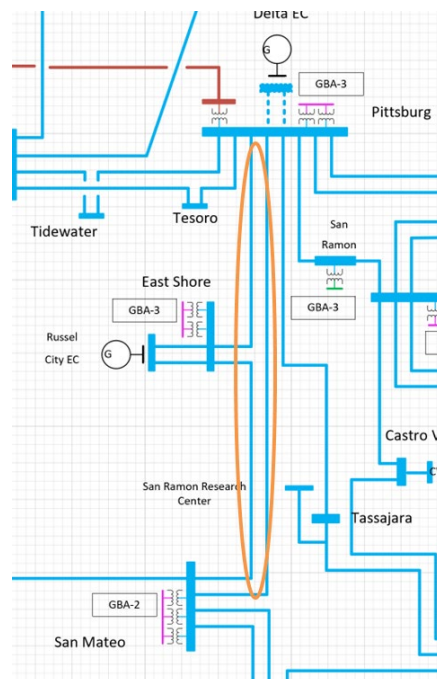 Delta EC
G
GBA-3
Pittsburg
Tidewater
Tesoro
San
Ramon
East Shore
GBA-3
GBA-3
Russel
City EC
G
Castro V
San Ramon Research
Center
Tassajara
GBA-2
San Mateo